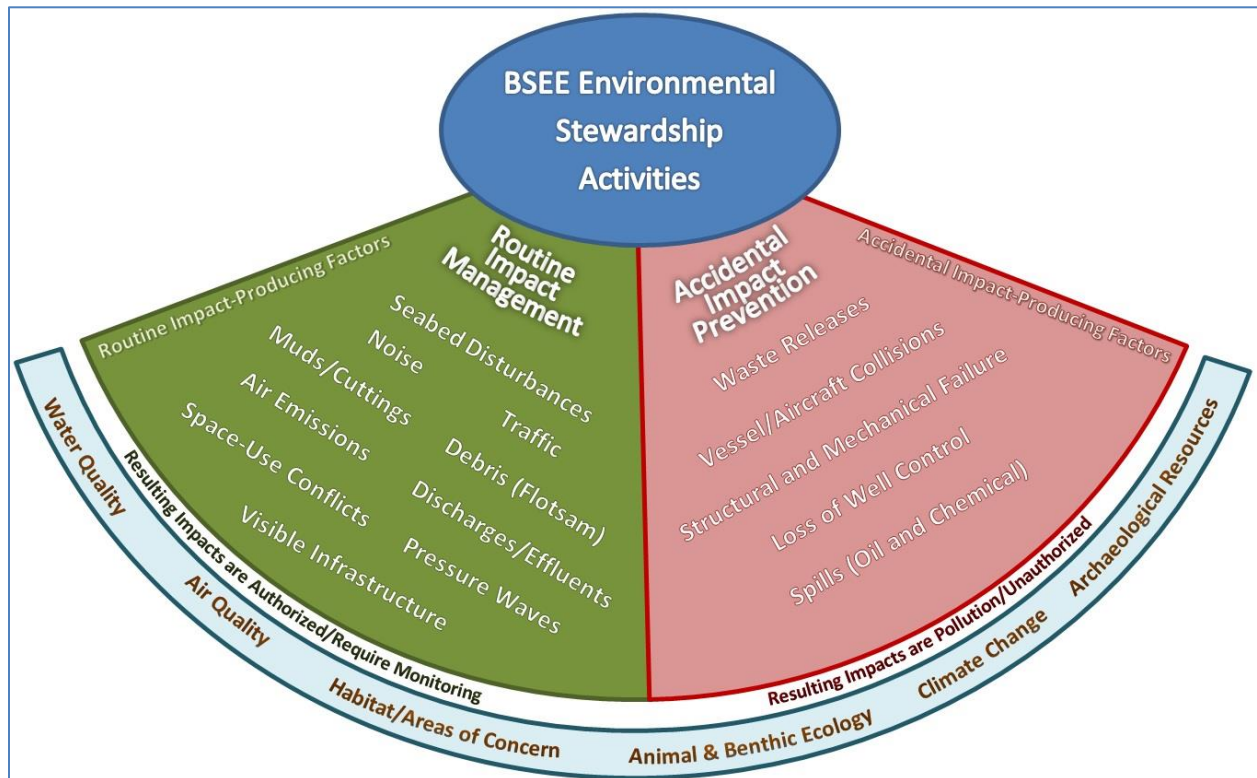 BSEE Environmental
Stewardship
Activities
Routine Impact-Producing Factors
Routine
Impact
Management
Seabed Disturbances
Noise
Traffic
Muds/Cuttings
Debris (Flotsam)
Air Emissions
Discharges/Effluents
Space-Use Conflicts
Pressure Waves
Visible Infrastructure
Accidental
Impact
Prevention
Accidental Impact-Producing Factors
Waste Releases
Vessel/Aircraft Collisions
Structural and Mechanical Failure
Loss of Well Control
Spills (Oil and Chemical)
Resulting Impacts are Authorized/Require Monitoring
Resulting Impacts are Pollution/Unauthorized
Water Quality
Air Quality
Habitat/Areas of Concern
Animal & Benthic Ecology
Climate Change
Archaeological Resources